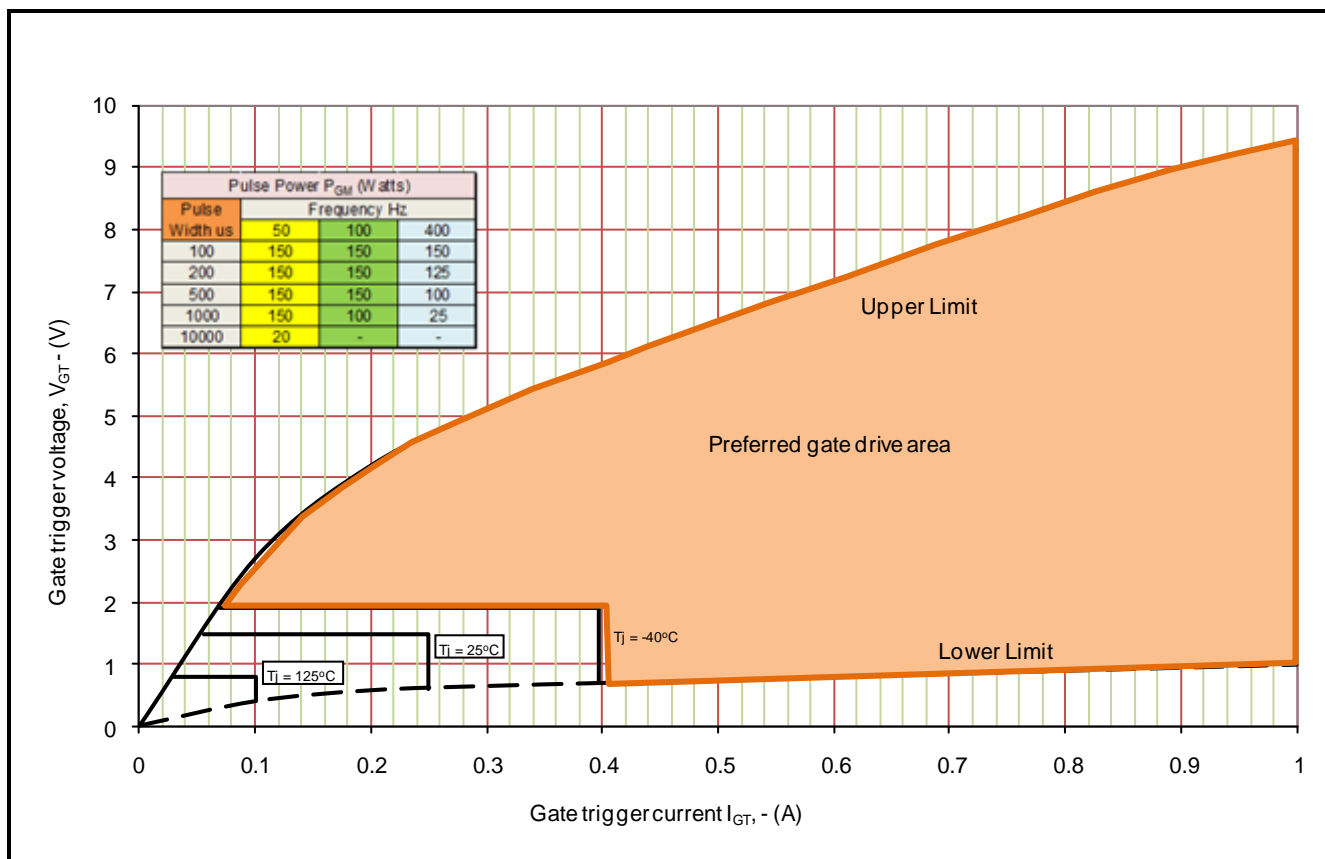 10
9
8
7
6
5
4
3
2
1
0
Gate trigger voltage, VGT - (V)
Pulse Power PGM (Watts)
Pulse Width us Frequency Hz
50 100 400
100 150 150 150
200 150 150 125
500 150 150 100
1000 150 100 25
10000 20 - -
Upper Limit
Preferred gate drive area
Tj = -40°C
Tj = 25°C
Lower Limit
Tj = 125°C
0 0.1 0.2 0.3 0.4 0.5 0.6 0.7 0.8 0.9 1
Gate trigger current IGT, - (A)